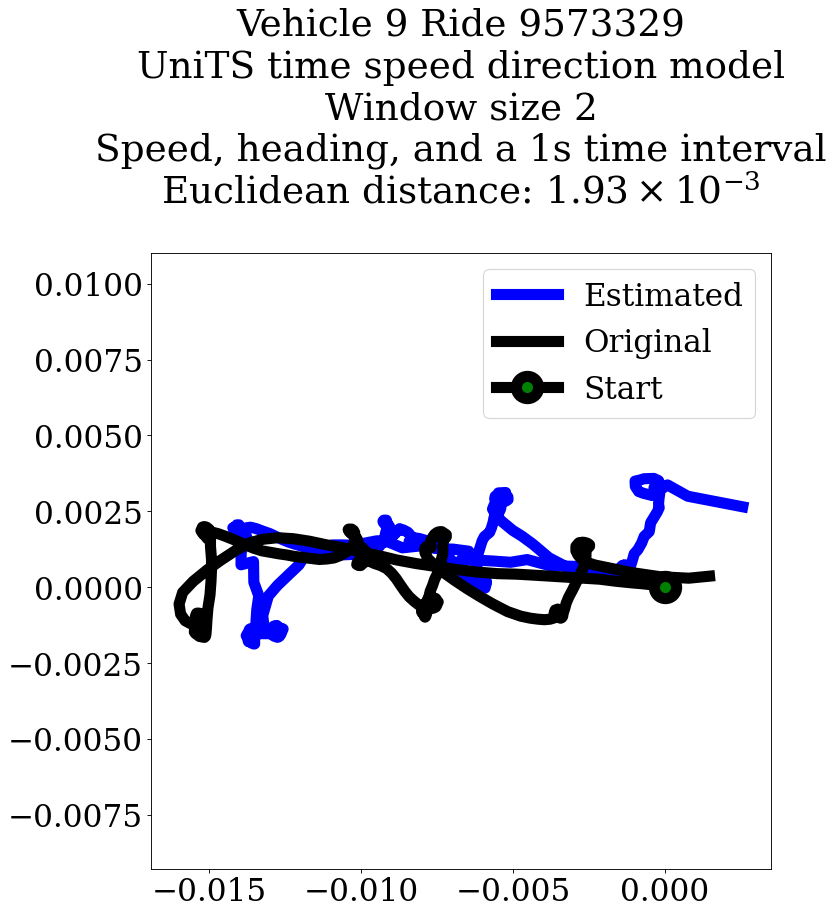 Vehicle 9 Ride 9573329
UniTS time speed direction model
Window size 2
Speed, heading, and a 1s time interval
Euclidean distance: 1.93 × 10⁻³
Estimated
Original
Start
0.0100
0.0075
0.0050
0.0025
0.0000
−0.0025
−0.0050
−0.0075
−0.015 −0.010 −0.005 0.000